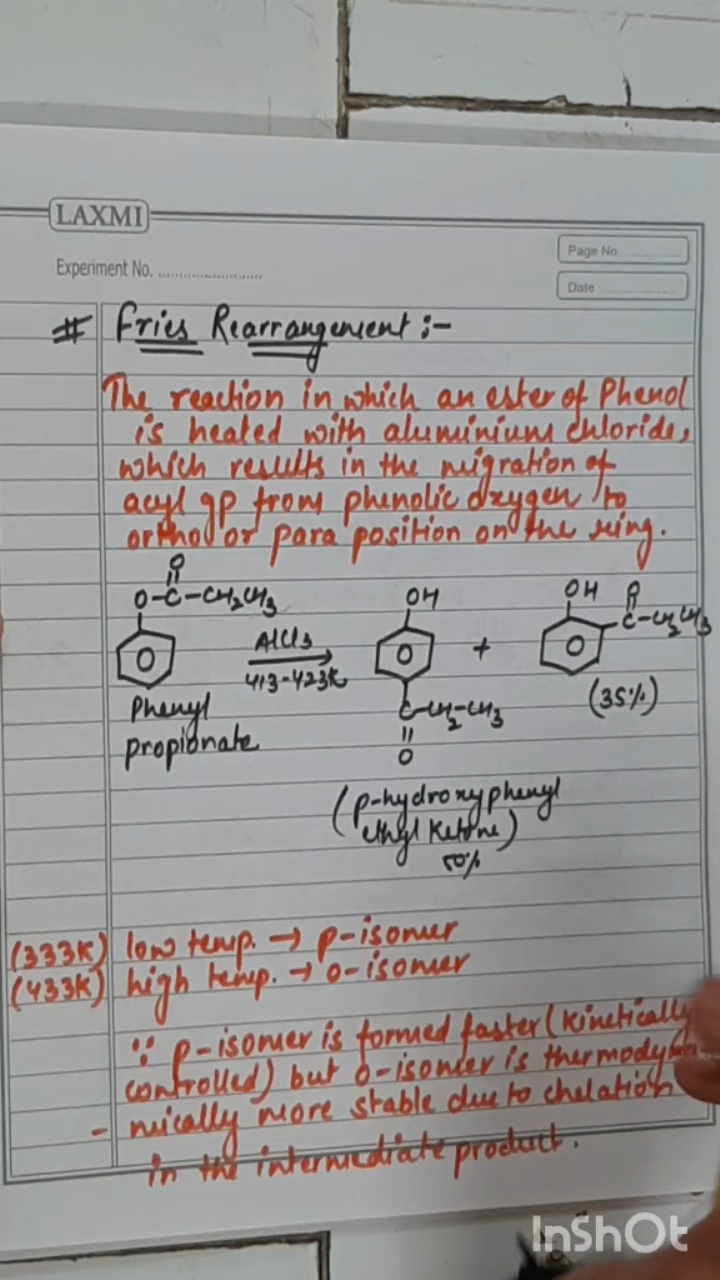 LAXMI
Page No.
Experiment No.
Date
# Fries Rearrangement :-
The reaction in which an ester of Phenol
is heated with aluminium chloride,
which results in the migration of
acyl gp from phenolic oxygen to
ortho or para position on the ring.
O
O-C-CH2CH3
OH
OH O
C-CH2CH3
AlCl3
+
413-423K
(35%)
Phenyl
propionate
C-CH2-CH3
O
(p-hydroxyphenyl
ethyl Ketone)
50%
(333K) low temp. → p-isomer
(433K) high temp. → o-isomer
∵ p-isomer is formed faster (Kinetically
controlled) but o-isomer is thermodyna
- mically more stable due to chelation
in the intermediate product.
InShOt